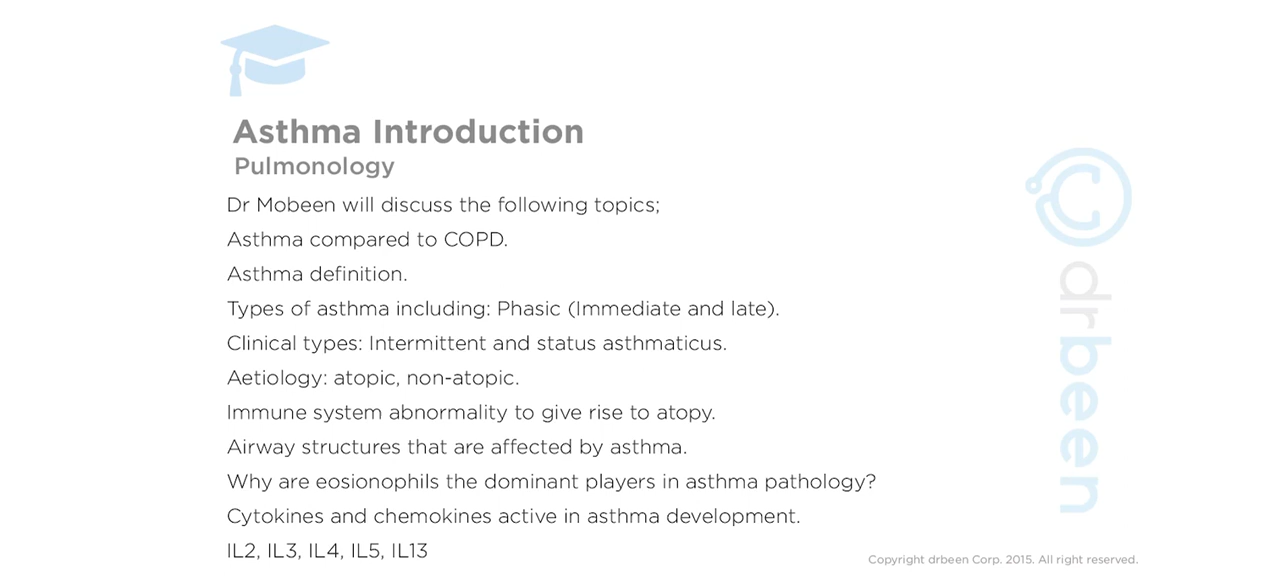 Asthma Introduction
Pulmonology
Dr Mobeen will discuss the following topics;
Asthma compared to COPD.
Asthma definition.
Types of asthma including: Phasic (Immediate and late).
Clinical types: Intermittent and status asthmaticus.
Aetiology: atopic, non-atopic.
Immune system abnormality to give rise to atopy.
Airway structures that are affected by asthma.
Why are eosionophils the dominant players in asthma pathology?
Cytokines and chemokines active in asthma development.
IL2, IL3, IL4, IL5, IL13
drbeen
Copyright drbeen Corp. 2015. All right reserved.